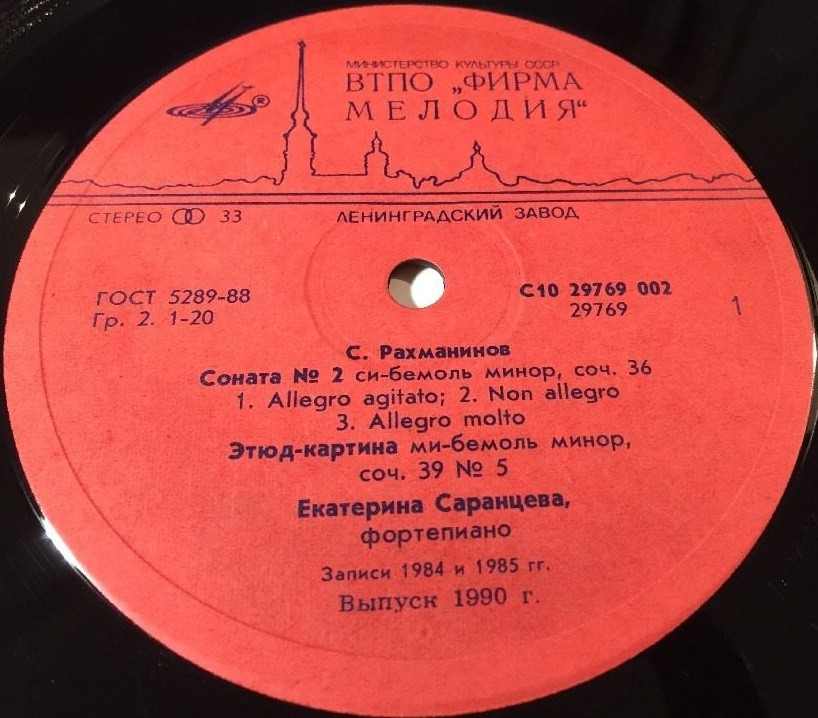 МИНИСТЕРСТВО КУЛЬТУРЫ СССР
ВТПО „ФИРМА
МЕЛОДИЯ“
®
СТЕРЕО 33
ЛЕНИНГРАДСКИЙ ЗАВОД
ГОСТ 5289-88
Гр. 2. 1-20
С10 29769 002
29769
1
С. Рахманинов
Соната № 2 си-бемоль минор, соч. 36
1. Allegro agitato; 2. Non allegro
3. Allegro molto
Этюд-картина ми-бемоль минор,
соч. 39 № 5
Екатерина Саранцева,
фортепиано
Записи 1984 и 1985 гг.
Выпуск 1990 г.